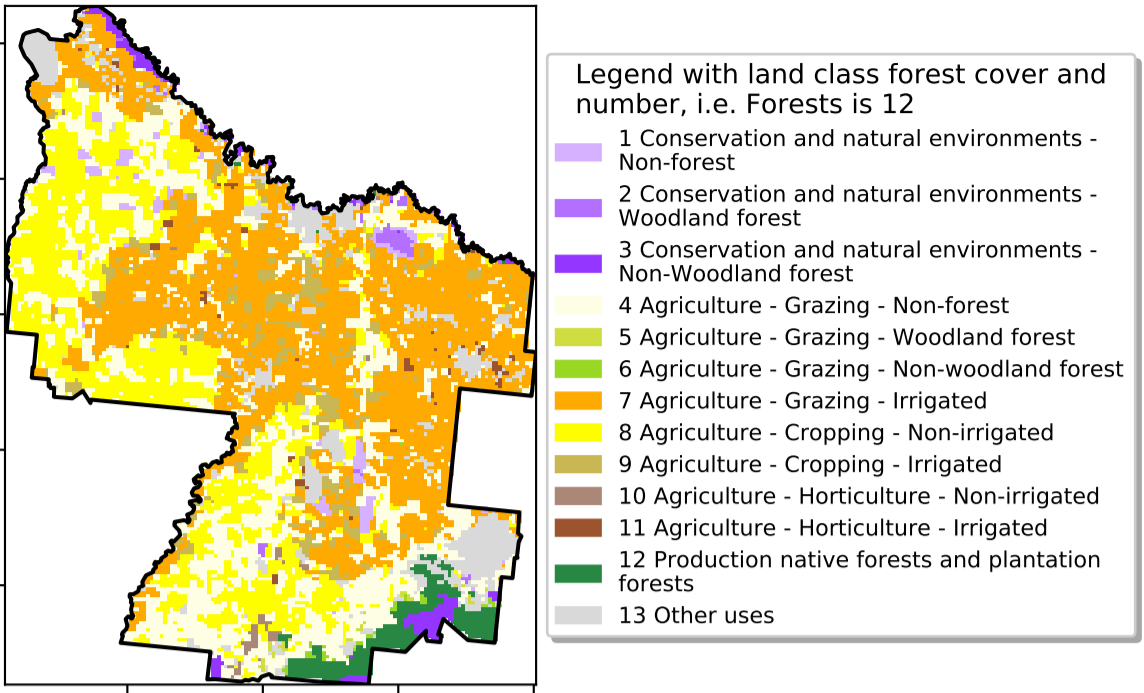 Legend with land class forest cover and
number, i.e. Forests is 12
1 Conservation and natural environments -
Non-forest
2 Conservation and natural environments -
Woodland forest
3 Conservation and natural environments -
Non-Woodland forest
4 Agriculture - Grazing - Non-forest
5 Agriculture - Grazing - Woodland forest
6 Agriculture - Grazing - Non-woodland forest
7 Agriculture - Grazing - Irrigated
8 Agriculture - Cropping - Non-irrigated
9 Agriculture - Cropping - Irrigated
10 Agriculture - Horticulture - Non-irrigated
11 Agriculture - Horticulture - Irrigated
12 Production native forests and plantation
forests
13 Other uses